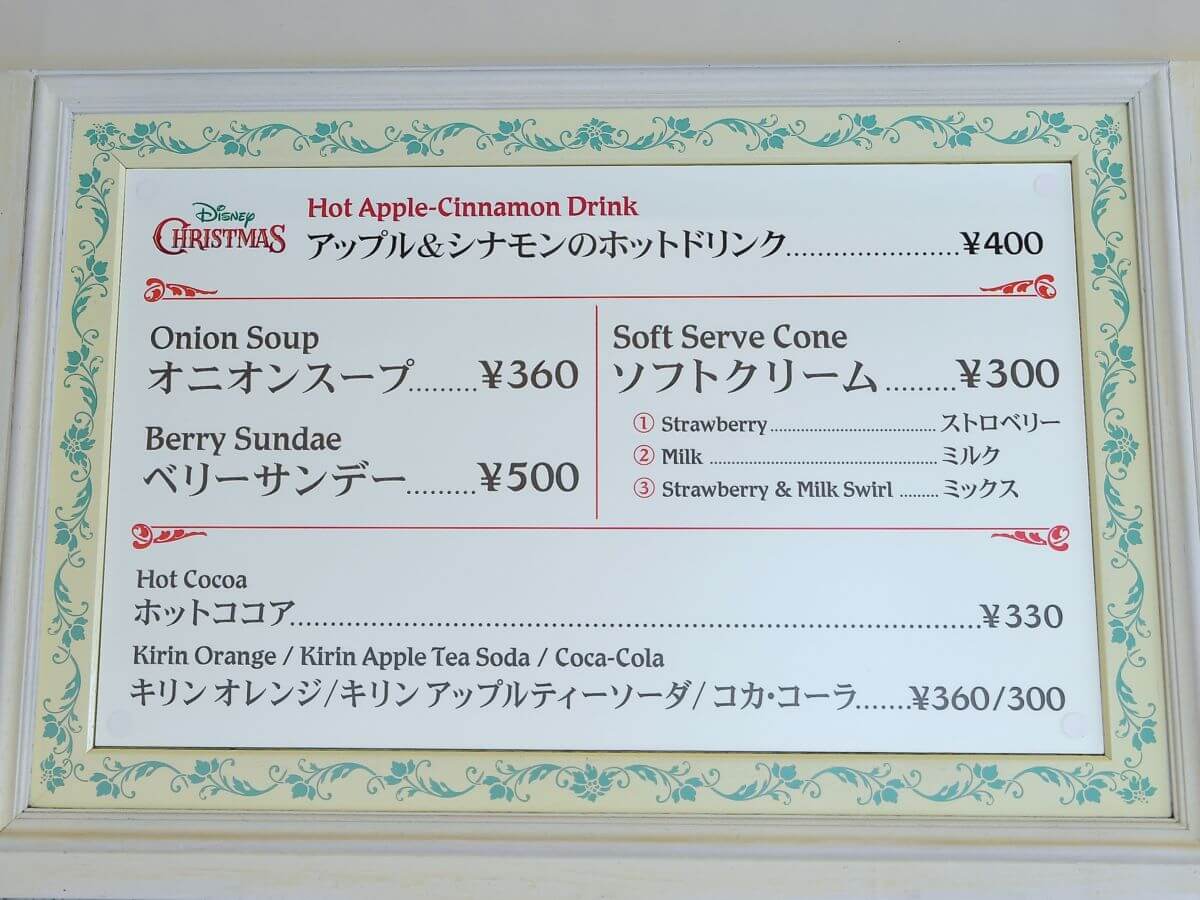 Disney
CHRISTMAS
Hot Apple-Cinnamon Drink
アップル&シナモンのホットドリンク......................¥400
Onion Soup
オニオンスープ.........¥360
Berry Sundae
ベリーサンデー.........¥500
Soft Serve Cone
ソフトクリーム.........¥300
① Strawberry.................................... ストロベリー
② Milk .................................................. ミルク
③ Strawberry & Milk Swirl ......... ミックス
Hot Cocoa
ホットココア.....................................................................................¥330
Kirin Orange / Kirin Apple Tea Soda / Coca-Cola
キリン オレンジ/キリン アップルティーソーダ/ コカ・コーラ.......¥360/300